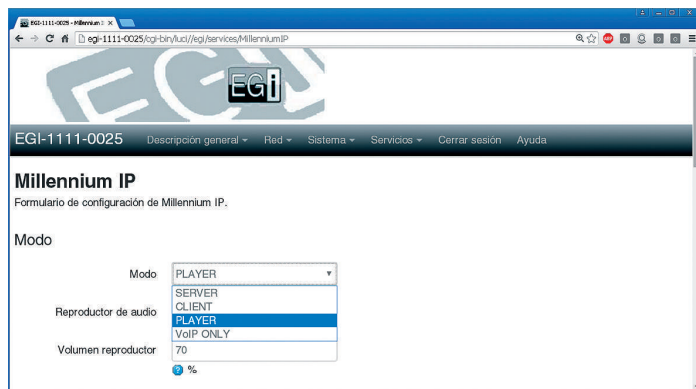 EGI-1111-0025 - Millennium I
egi-1111-0025/cgi-bin/luci//egi/services/MillenniumIP
EGi
EGi
EGI-1111-0025 Descripción general Red Sistema Servicios Cerrar sesión Ayuda
Millennium IP
Formulario de configuración de Millennium IP.
Modo
Modo PLAYER
SERVER
CLIENT
Reproductor de audio
PLAYER
VoIP ONLY
Volumen reproductor 70
? %